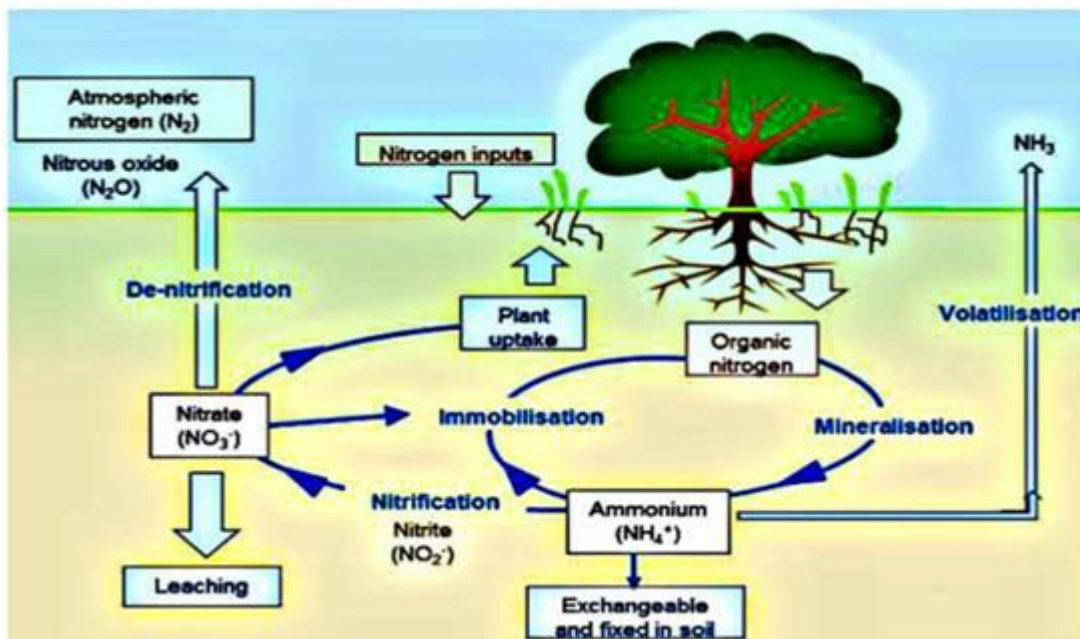 Atmospheric
nitrogen (N₂)
Nitrous oxide
(N₂O)
Nitrogen inputs
NH₃
De-nitrification
Plant
uptake
Organic
nitrogen
Volatilisation
Nitrate
(NO₃⁻)
Immobilisation
Mineralisation
Nitrification
Nitrite
(NO₂⁻)
Ammonium
(NH₄⁺)
Leaching
Exchangeable
and fixed in soil